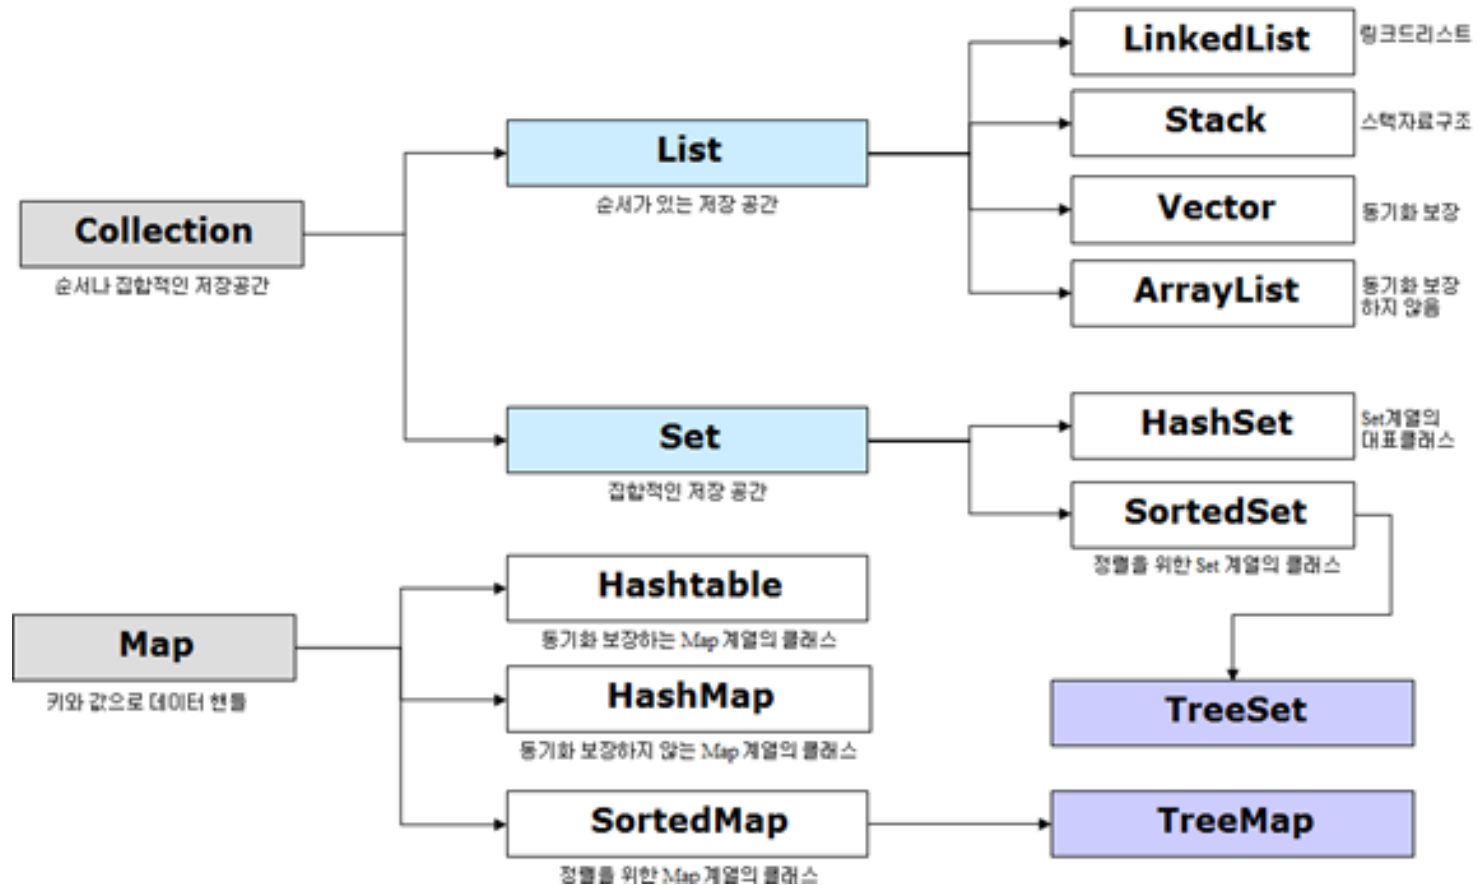 Collection
순서나 집합적인 저장공간
List
순서가 있는 저장 공간
LinkedList
링크드리스트
Stack
스택자료구조
Vector
동기화 보장
ArrayList
동기화 보장
하지 않음
Set
집합적인 저장 공간
HashSet
Set계열의
대표클래스
SortedSet
정렬을 위한 Set 계열의 클래스
TreeSet
Map
키와 값으로 데이터 핸들
Hashtable
동기화 보장하는 Map 계열의 클래스
HashMap
동기화 보장하지 않는 Map 계열의 클래스
SortedMap
정렬을 위한 Map 계열의 클래스
TreeMap